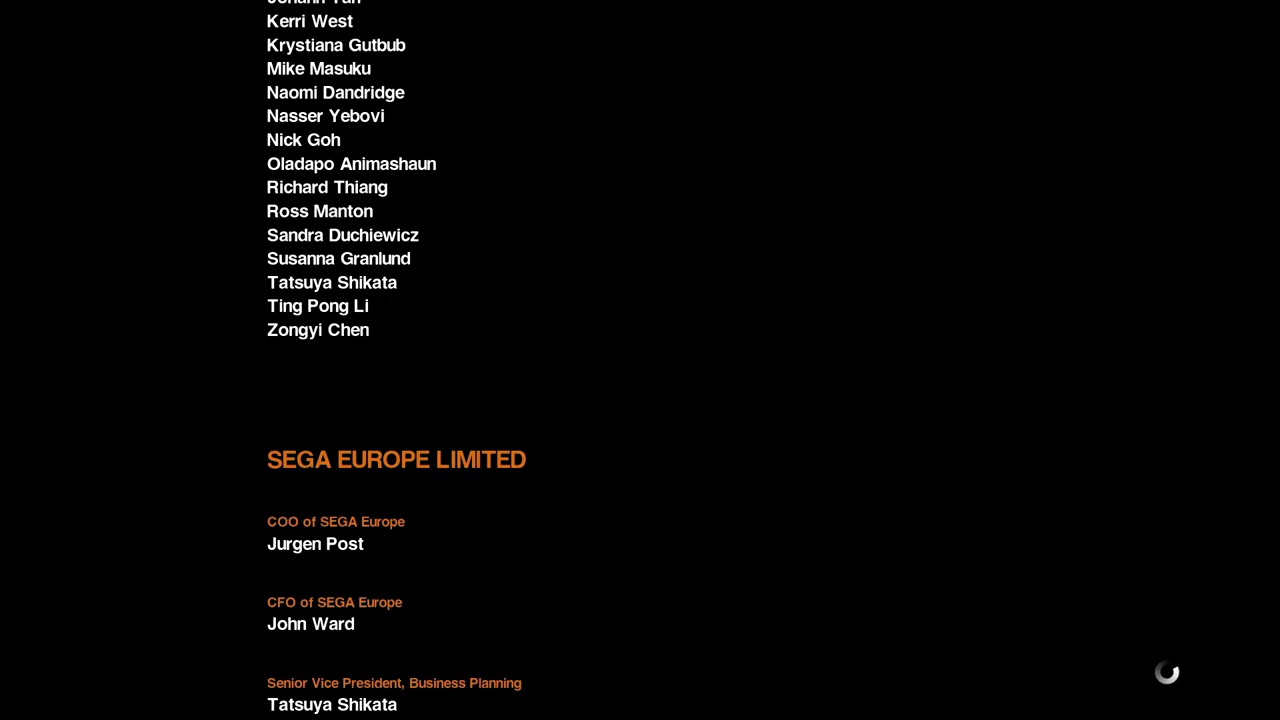 Kerri West
Krystiana Gutbub
Mike Masuku
Naomi Dandridge
Nasser Yebovi
Nick Goh
Oladapo Animashaun
Richard Thiang
Ross Manton
Sandra Duchiewicz
Susanna Granlund
Tatsuya Shikata
Ting Pong Li
Zongyi Chen
SEGA EUROPE LIMITED
COO of SEGA Europe
Jurgen Post
CFO of SEGA Europe
John Ward
Senior Vice President, Business Planning
Tatsuya Shikata